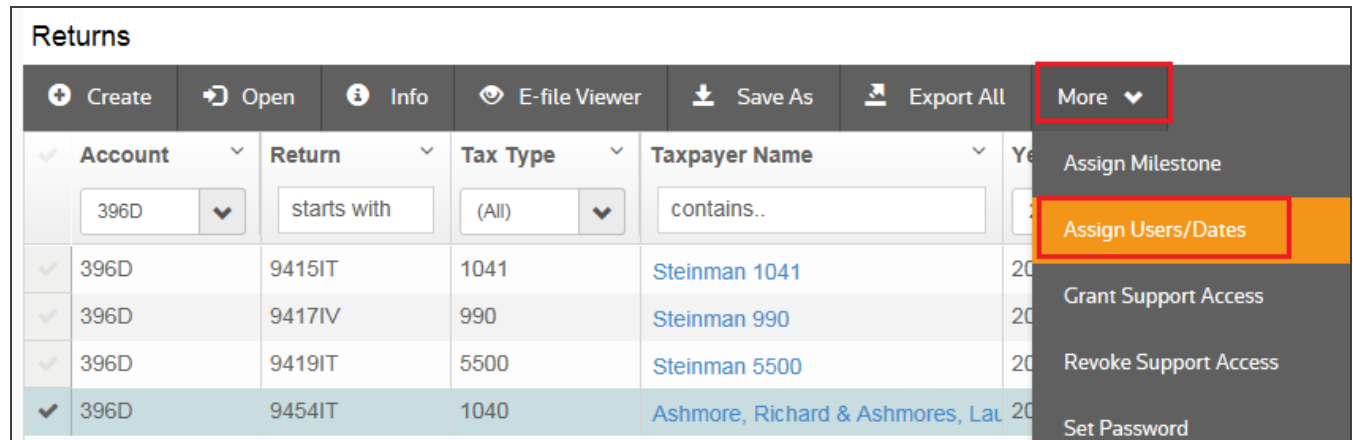 Returns
Create Open Info E-file Viewer Save As Export All More
Account Return Tax Type Taxpayer Name Assign Milestone
396D starts with (All) contains.. Assign Users/Dates
396D 9415IT 1041 Steinman 1041
Grant Support Access
396D 9417IV 990 Steinman 990
396D 9419IT 5500 Steinman 5500 Revoke Support Access
396D 9454IT 1040 Ashmore, Richard & Ashmores, Set Password